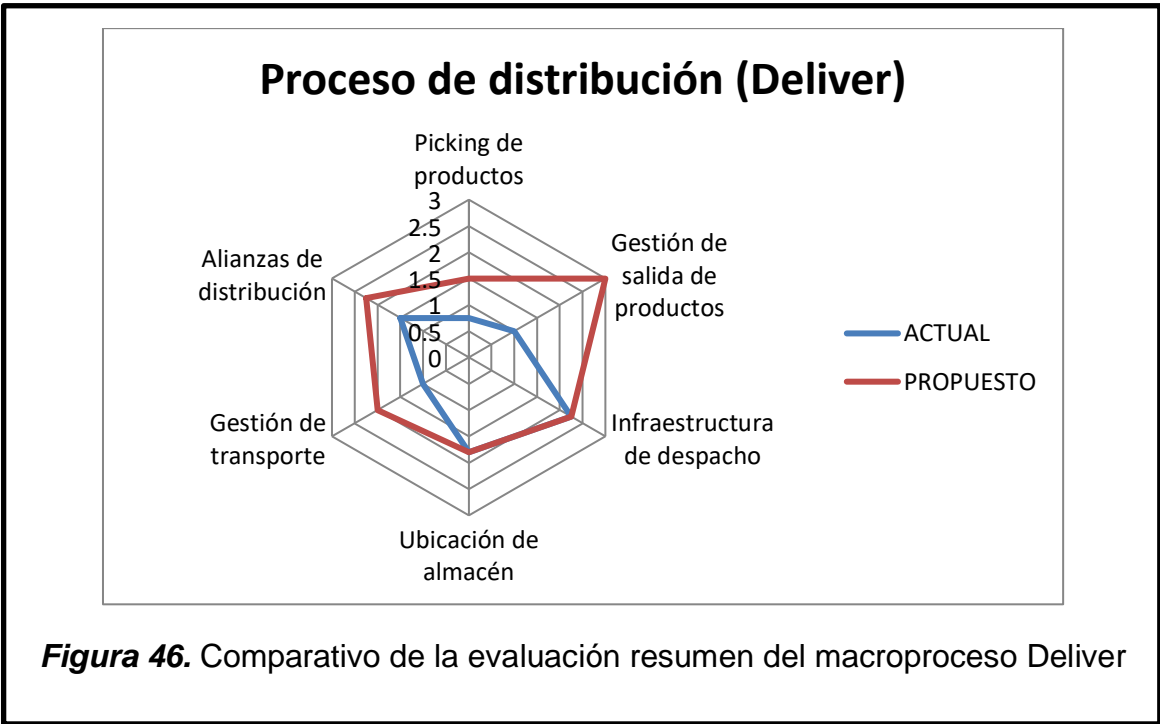 Proceso de distribución (Deliver)
Picking de
productos
3
2.5
2
1.5
1
0.5
0
Gestión de
salida de
productos
Infraestructura
de despacho
Ubicación de
almacén
Gestión de
transporte
Alianzas de
distribución
ACTUAL
PROPUESTO
Figura 46. Comparativo de la evaluación resumen del macroproceso Deliver